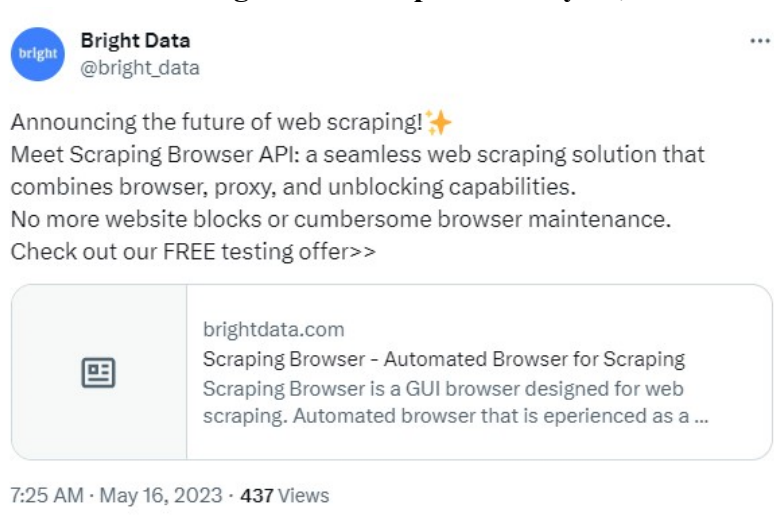 Bright Data
bright
@bright_data
Announcing the future of web scraping!✨
Meet Scraping Browser API: a seamless web scraping solution that
combines browser, proxy, and unblocking capabilities.
No more website blocks or cumbersome browser maintenance.
Check out our FREE testing offer>>
brightdata.com
Scraping Browser - Automated Browser for Scraping
Scraping Browser is a GUI browser designed for web
scraping. Automated browser that is eperienced as a ...
7:25 AM · May 16, 2023 · 437 Views